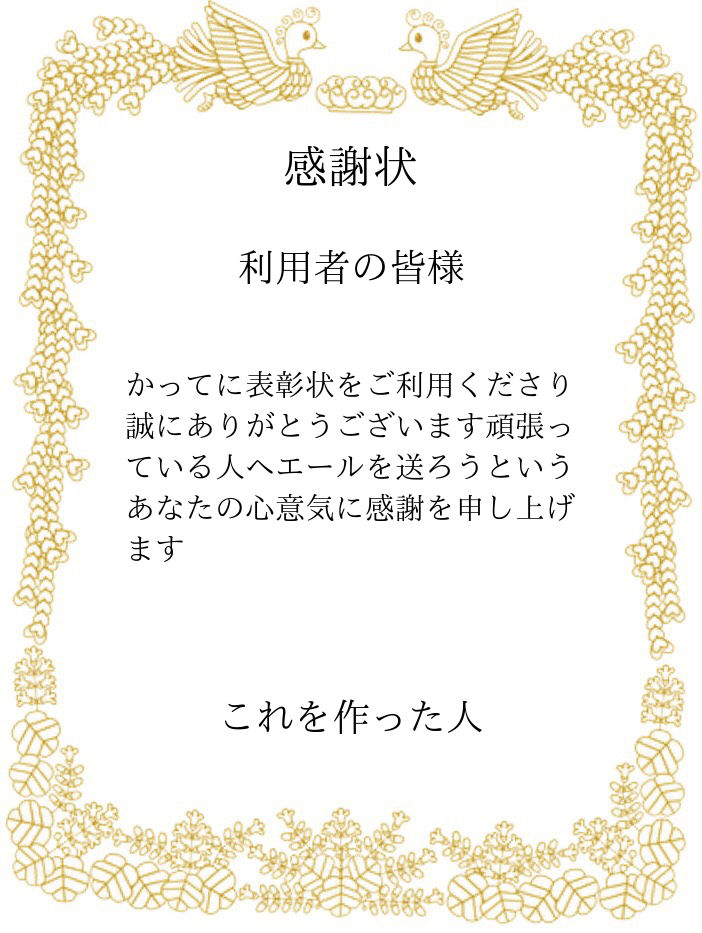 感謝状
利用者の皆様
かってに表彰状をご利用くださり
誠にありがとうございます頑張っ
ている人へエールを送ろうという
あなたの心意気に感謝を申し上げ
ます
これを作った人